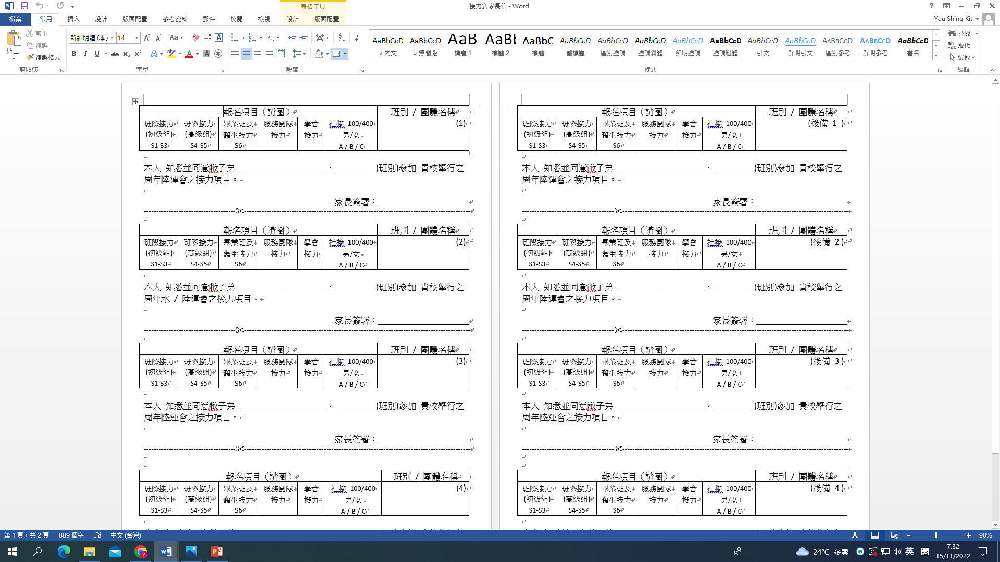 接力賽家長信 - Word
表格工具
檔案 常用 插入 設計 版面配置 參考資料 郵件 校閱 檢視 設計 版面配置
Yau Shing Kit
貼上
剪下
複製
複製格式
剪貼簿
新細明體 (本文 14
字型
段落
AaBbCcD 內文
AaBbCcD 無間距
AaB 標題 1
AaBl 標題 2
AaBbC 標題
AaBbCcD 副標題
AaBbCcD 區別強調
AaBbCcD 強調斜體
AaBbCcD 鮮明強調
AaBbCcD 強調粗體
AaBbCcD 引文
AaBbCcD 鮮明引文
AaBbCcD 區別參考
AaBbCcD 鮮明參考
AaBbCcD 書名
樣式
尋找
取代
選取
編輯
報名項目（請圈） 班別 / 團體名稱
班際接力 (初級組) S1-S3
班際接力 (高級組) S4-S5
畢業班及舊生接力 S6
服務團隊接力
學會接力
社接 100/400 男/女 A / B / C
(1)
本人 知悉並同意敝子弟 ____________________，_________ (班別)參加 貴校舉行之
周年陸運會之接力項目。
家長簽署：_____________________
報名項目（請圈） 班別 / 團體名稱
班際接力 (初級組) S1-S3
班際接力 (高級組) S4-S5
畢業班及舊生接力 S6
服務團隊接力
學會接力
社接 100/400 男/女 A / B / C
(2)
本人 知悉並同意敝子弟 ____________________，_________ (班別)參加 貴校舉行之
周年水 / 陸運會之接力項目。
家長簽署：_____________________
報名項目（請圈） 班別 / 團體名稱
班際接力 (初級組) S1-S3
班際接力 (高級組) S4-S5
畢業班及舊生接力 S6
服務團隊接力
學會接力
社接 100/400 男/女 A / B / C
(3)
本人 知悉並同意敝子弟 ____________________，_________ (班別)參加 貴校舉行之
周年陸運會之接力項目。
家長簽署：_____________________
報名項目（請圈） 班別 / 團體名稱
班際接力 (初級組) S1-S3
班際接力 (高級組) S4-S5
畢業班及舊生接力 S6
服務團隊接力
學會接力
社接 100/400 男/女 A / B / C
(4)
報名項目（請圈） 班別 / 團體名稱
班際接力 (初級組) S1-S3
班際接力 (高級組) S4-S5
畢業班及舊生接力 S6
服務團隊接力
學會接力
社接 100/400 男/女 A / B / C
(後備 1 )
本人 知悉並同意敝子弟 ____________________，_________ (班別)參加 貴校舉行之
周年陸運會之接力項目。
家長簽署：_____________________
報名項目（請圈） 班別 / 團體名稱
班際接力 (初級組) S1-S3
班際接力 (高級組) S4-S5
畢業班及舊生接力 S6
服務團隊接力
學會接力
社接 100/400 男/女 A / B / C
(後備 2 )
本人 知悉並同意敝子弟 ____________________，_________ (班別)參加 貴校舉行之
周年陸運會之接力項目。
家長簽署：_____________________
報名項目（請圈） 班別 / 團體名稱
班際接力 (初級組) S1-S3
班際接力 (高級組) S4-S5
畢業班及舊生接力 S6
服務團隊接力
學會接力
社接 100/400 男/女 A / B / C
(後備 3 )
本人 知悉並同意敝子弟 ____________________，_________ (班別)參加 貴校舉行之
周年陸運會之接力項目。
家長簽署：_____________________
報名項目（請圈） 班別 / 團體名稱
班際接力 (初級組) S1-S3
班際接力 (高級組) S4-S5
畢業班及舊生接力 S6
服務團隊接力
學會接力
社接 100/400 男/女 A / B / C
(後備 4 )
第 1 頁，共 2 頁 889 個字 中文 (台灣) 90%
24°C 多雲 英 速 7:32
15/11/2022